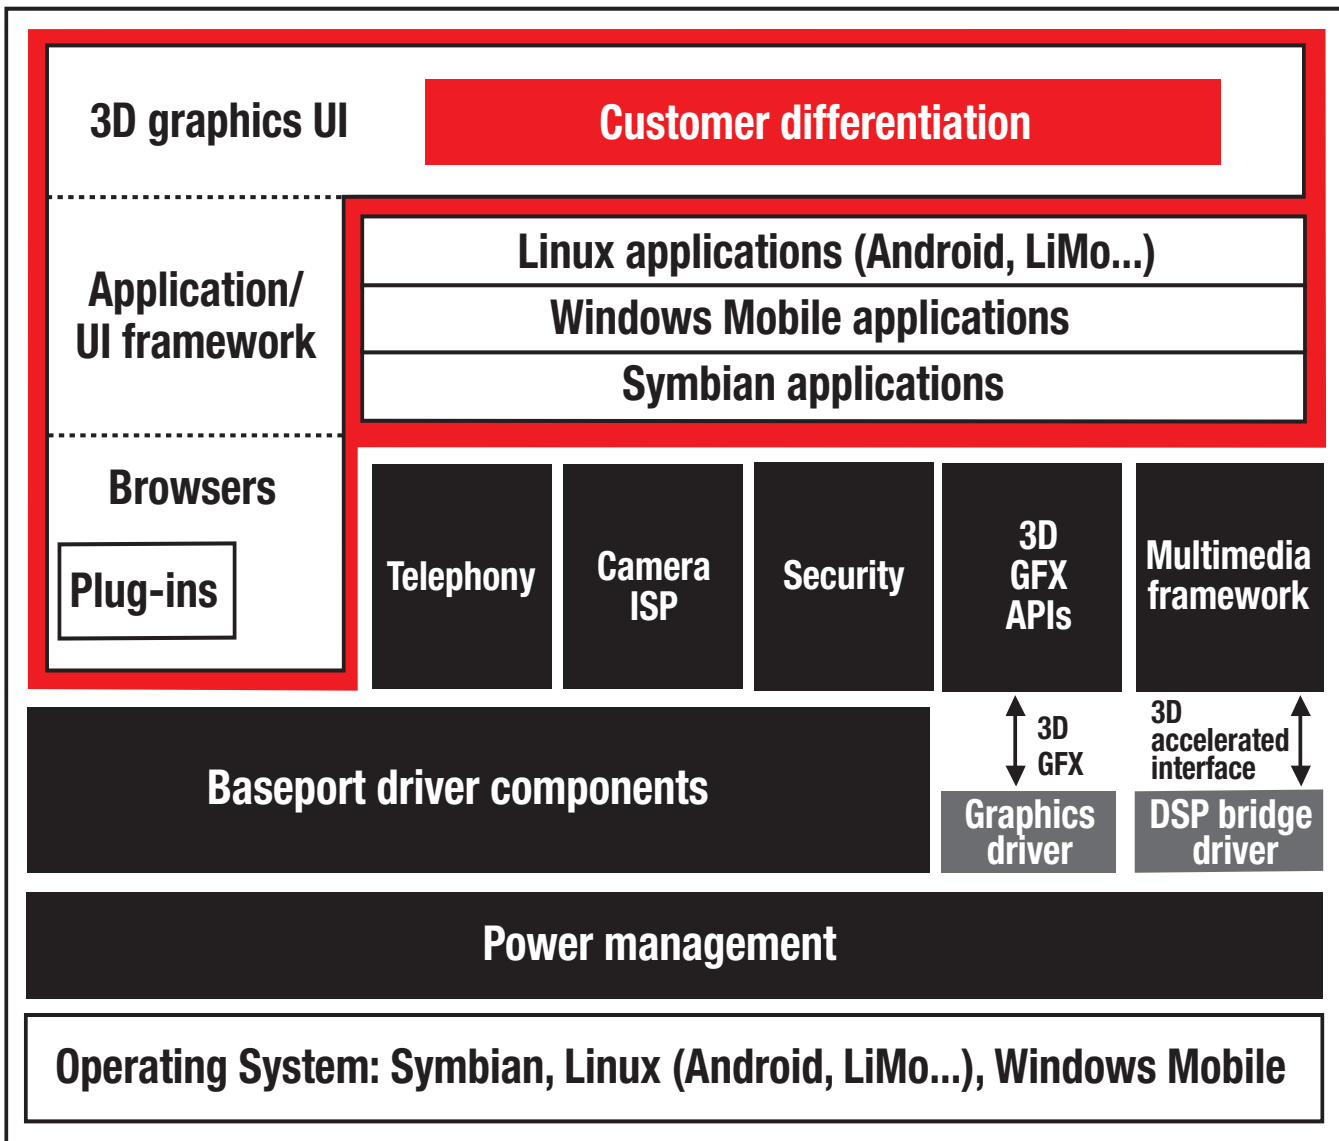 3D graphics UI
Customer differentiation
Application/
UI framework
Linux applications (Android, LiMo...)
Windows Mobile applications
Symbian applications
Browsers
Plug-ins
Telephony
Camera
ISP
Security
3D
GFX
APIs
Multimedia
framework
3D
GFX
3D
accelerated
interface
Baseport driver components
Graphics
driver
DSP bridge
driver
Power management
Operating System: Symbian, Linux (Android, LiMo...), Windows Mobile